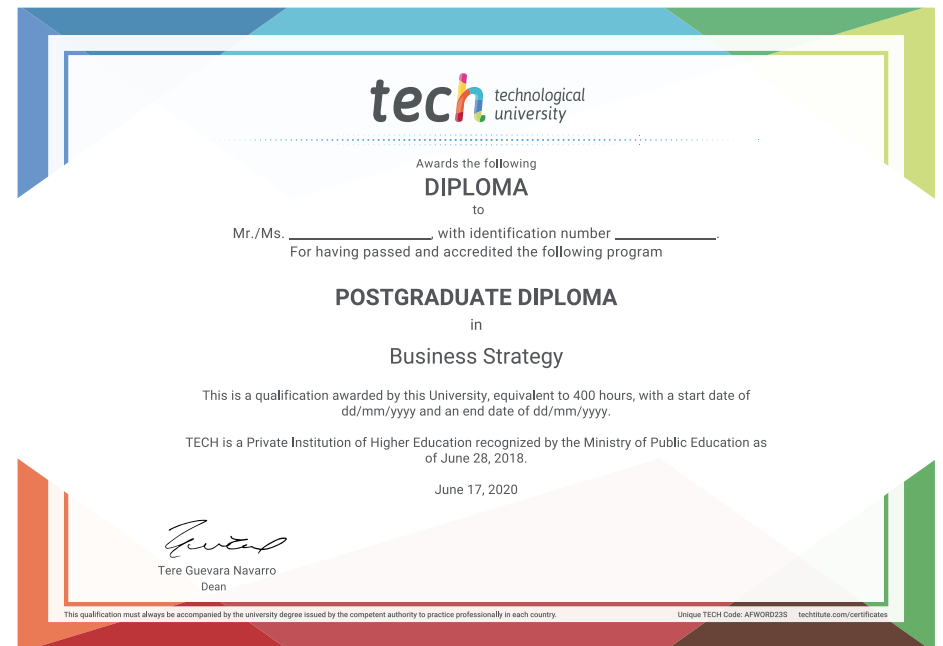 tech technological
university
Awards the following
DIPLOMA
to
Mr./Ms. ____________, with identification number ____________.
For having passed and accredited the following program
POSTGRADUATE DIPLOMA
in
Business Strategy
This is a qualification awarded by this University, equivalent to 400 hours, with a start date of
dd/mm/yyyy and an end date of dd/mm/yyyy.
TECH is a Private Institution of Higher Education recognized by the Ministry of Public Education as
of June 28, 2018.
June 17, 2020
Tere Guevara Navarro
Dean
This qualification must always be accompanied by the university degree issued by the competent authority to practice professionally in each country.
Unique TECH Code: AFWORD23S techtitute.com/certificates